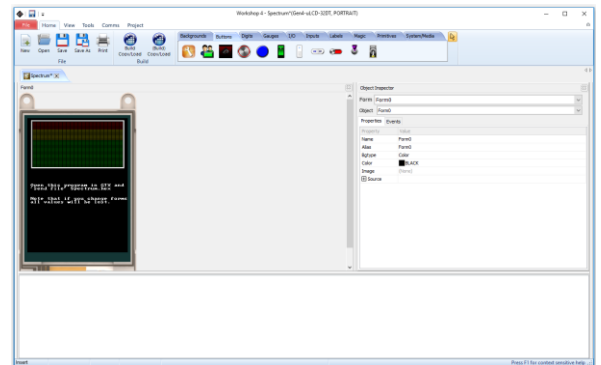 Workshop 4 - Spectrum*(Gen4-uLCD-32DT, PORTRAIT)
File Home View Tools Comms Project
New Open Save Save As Print
Build Copy/Load
(Build) Copy/Load
File Build
Backgrounds Buttons Digits Gauges I/O Inputs Labels Magic Primitives System/Media
Spectrum*
Form0
Open this program in GTX and
"Send File" Spectrum.Hex
Note that if you change forms
all values will be lost.
Object Inspector
Form Form0
Object Form0
Properties Events
Property Value
Name Form0
Alias Form0
Bgtype Color
Color BLACK
Image (None)
Source
Insert
Press F1 for context sensitive help